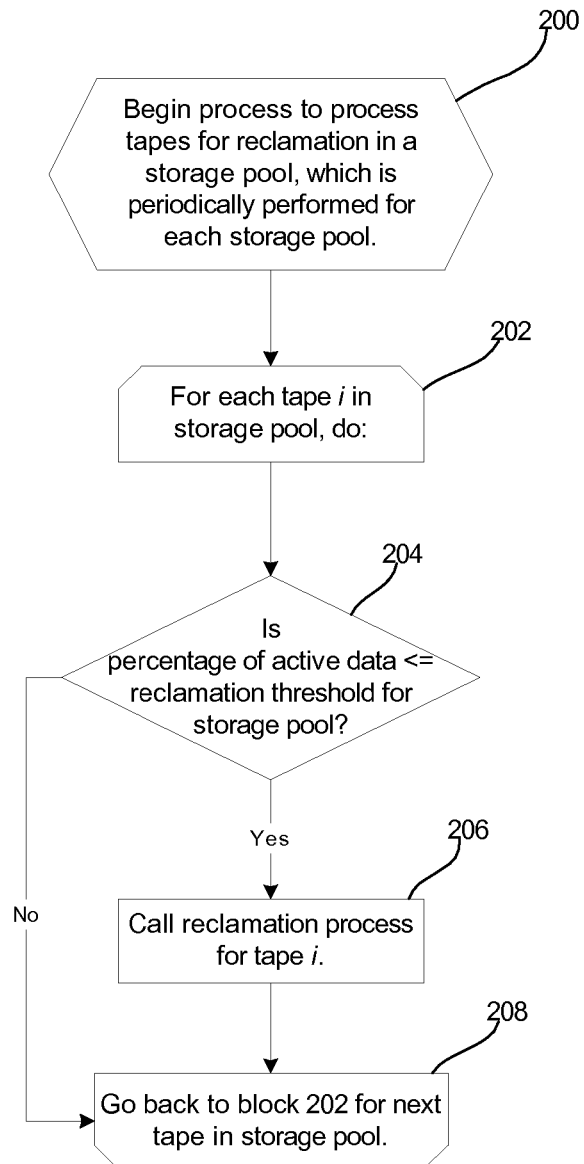 200
Begin process to process
tapes for reclamation in a
storage pool, which is
periodically performed for
each storage pool.
202
For each tape i in
storage pool, do:
204
Is
percentage of active data <=
reclamation threshold for
storage pool?
Yes
206
No
Call reclamation process
for tape i.
208
Go back to block 202 for next
tape in storage pool.